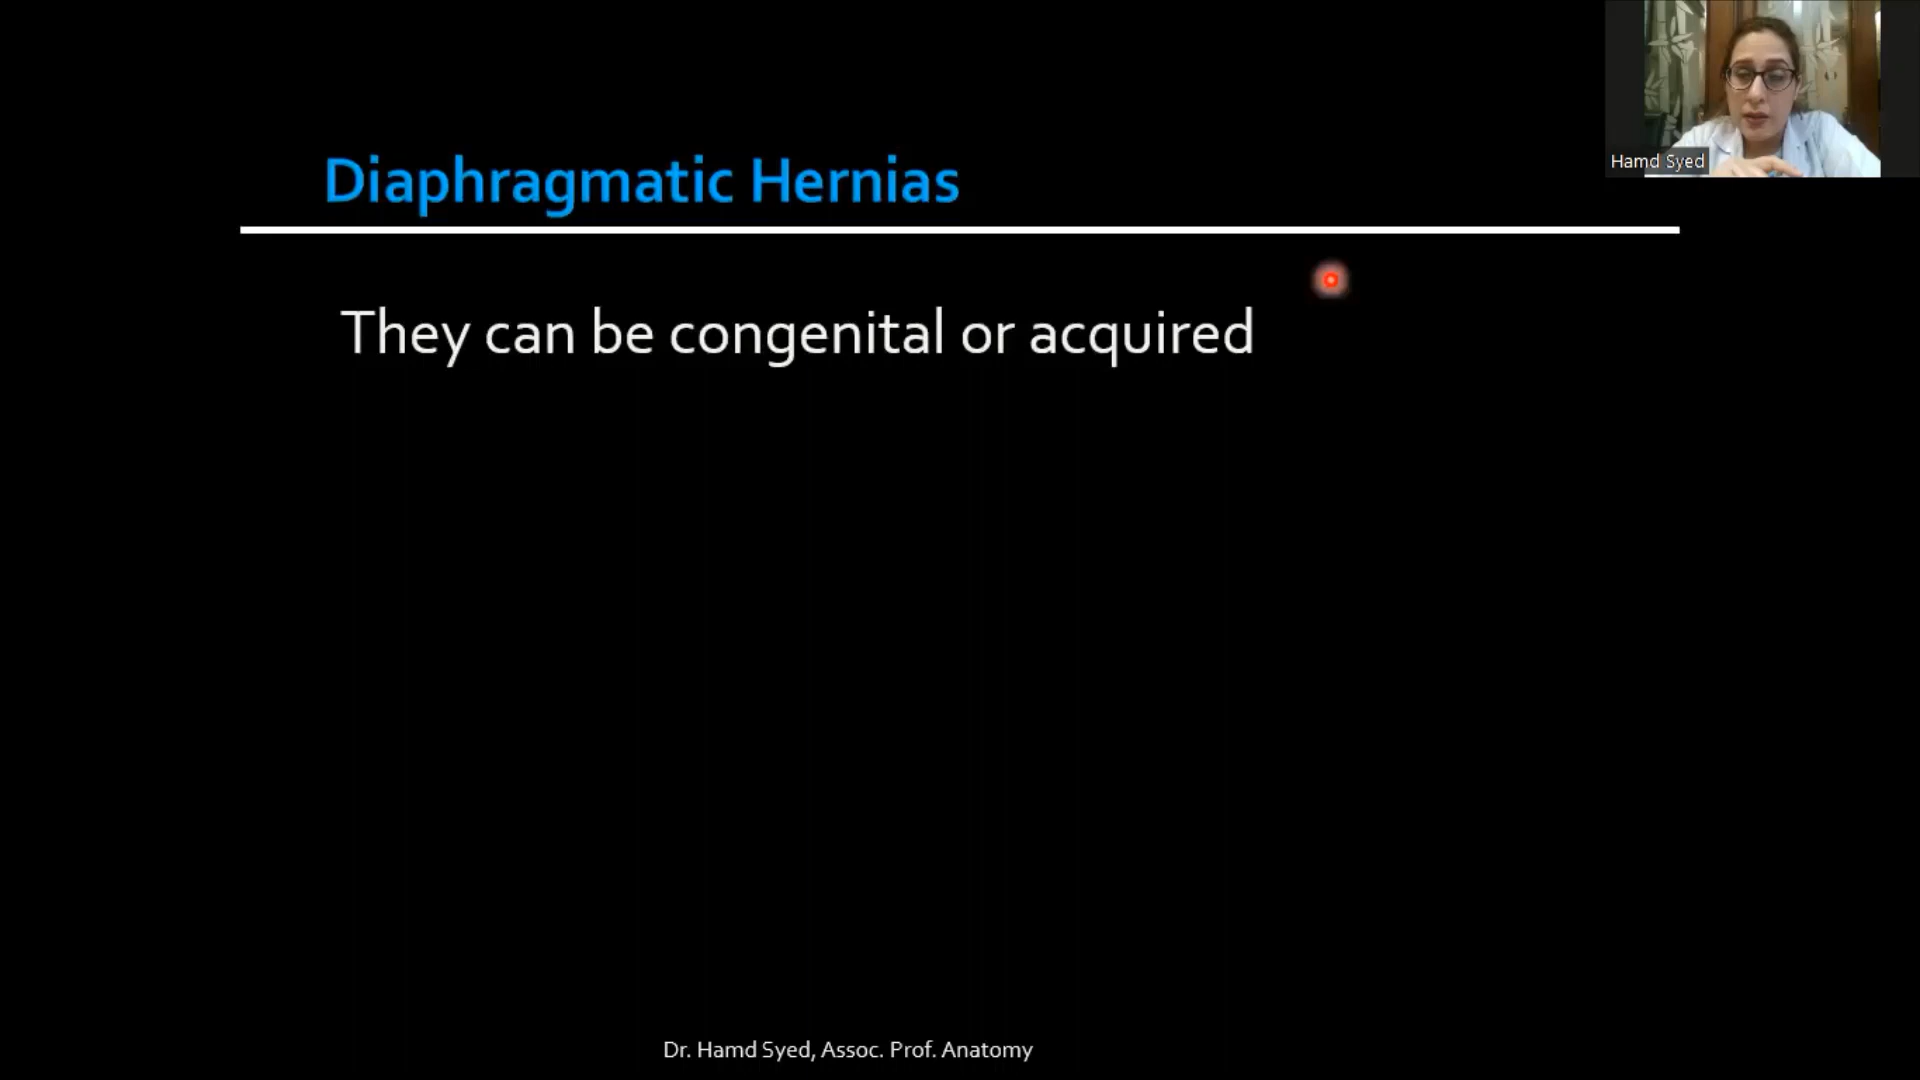 Diaphragmatic Hernias
Hamd Syed
They can be congenital or acquired
Dr. Hamd Syed, Assoc. Prof. Anatomy